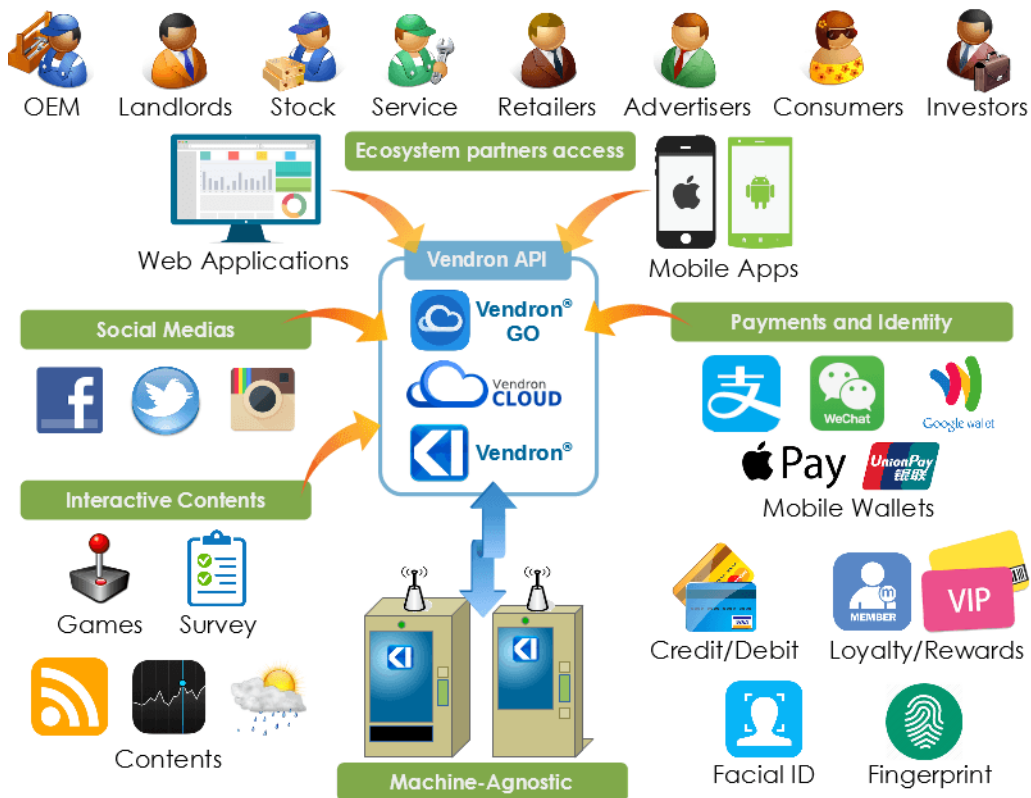 OEM
Landlords
Stock
Service
Retailers
Advertisers
Consumers
Investors
Ecosystem partners access
Web Applications
Mobile Apps
Vendron API
Vendron®
GO
Vendron
CLOUD
Vendron®
Social Medias
Payments and Identity
WeChat
Google wallet
Pay
UnionPay
银联
Mobile Wallets
Interactive Contents
Games
Survey
Contents
Machine-Agnostic
VISA
Credit/Debit
MEMBER
m
VIP
Loyalty/Rewards
Facial ID
Fingerprint